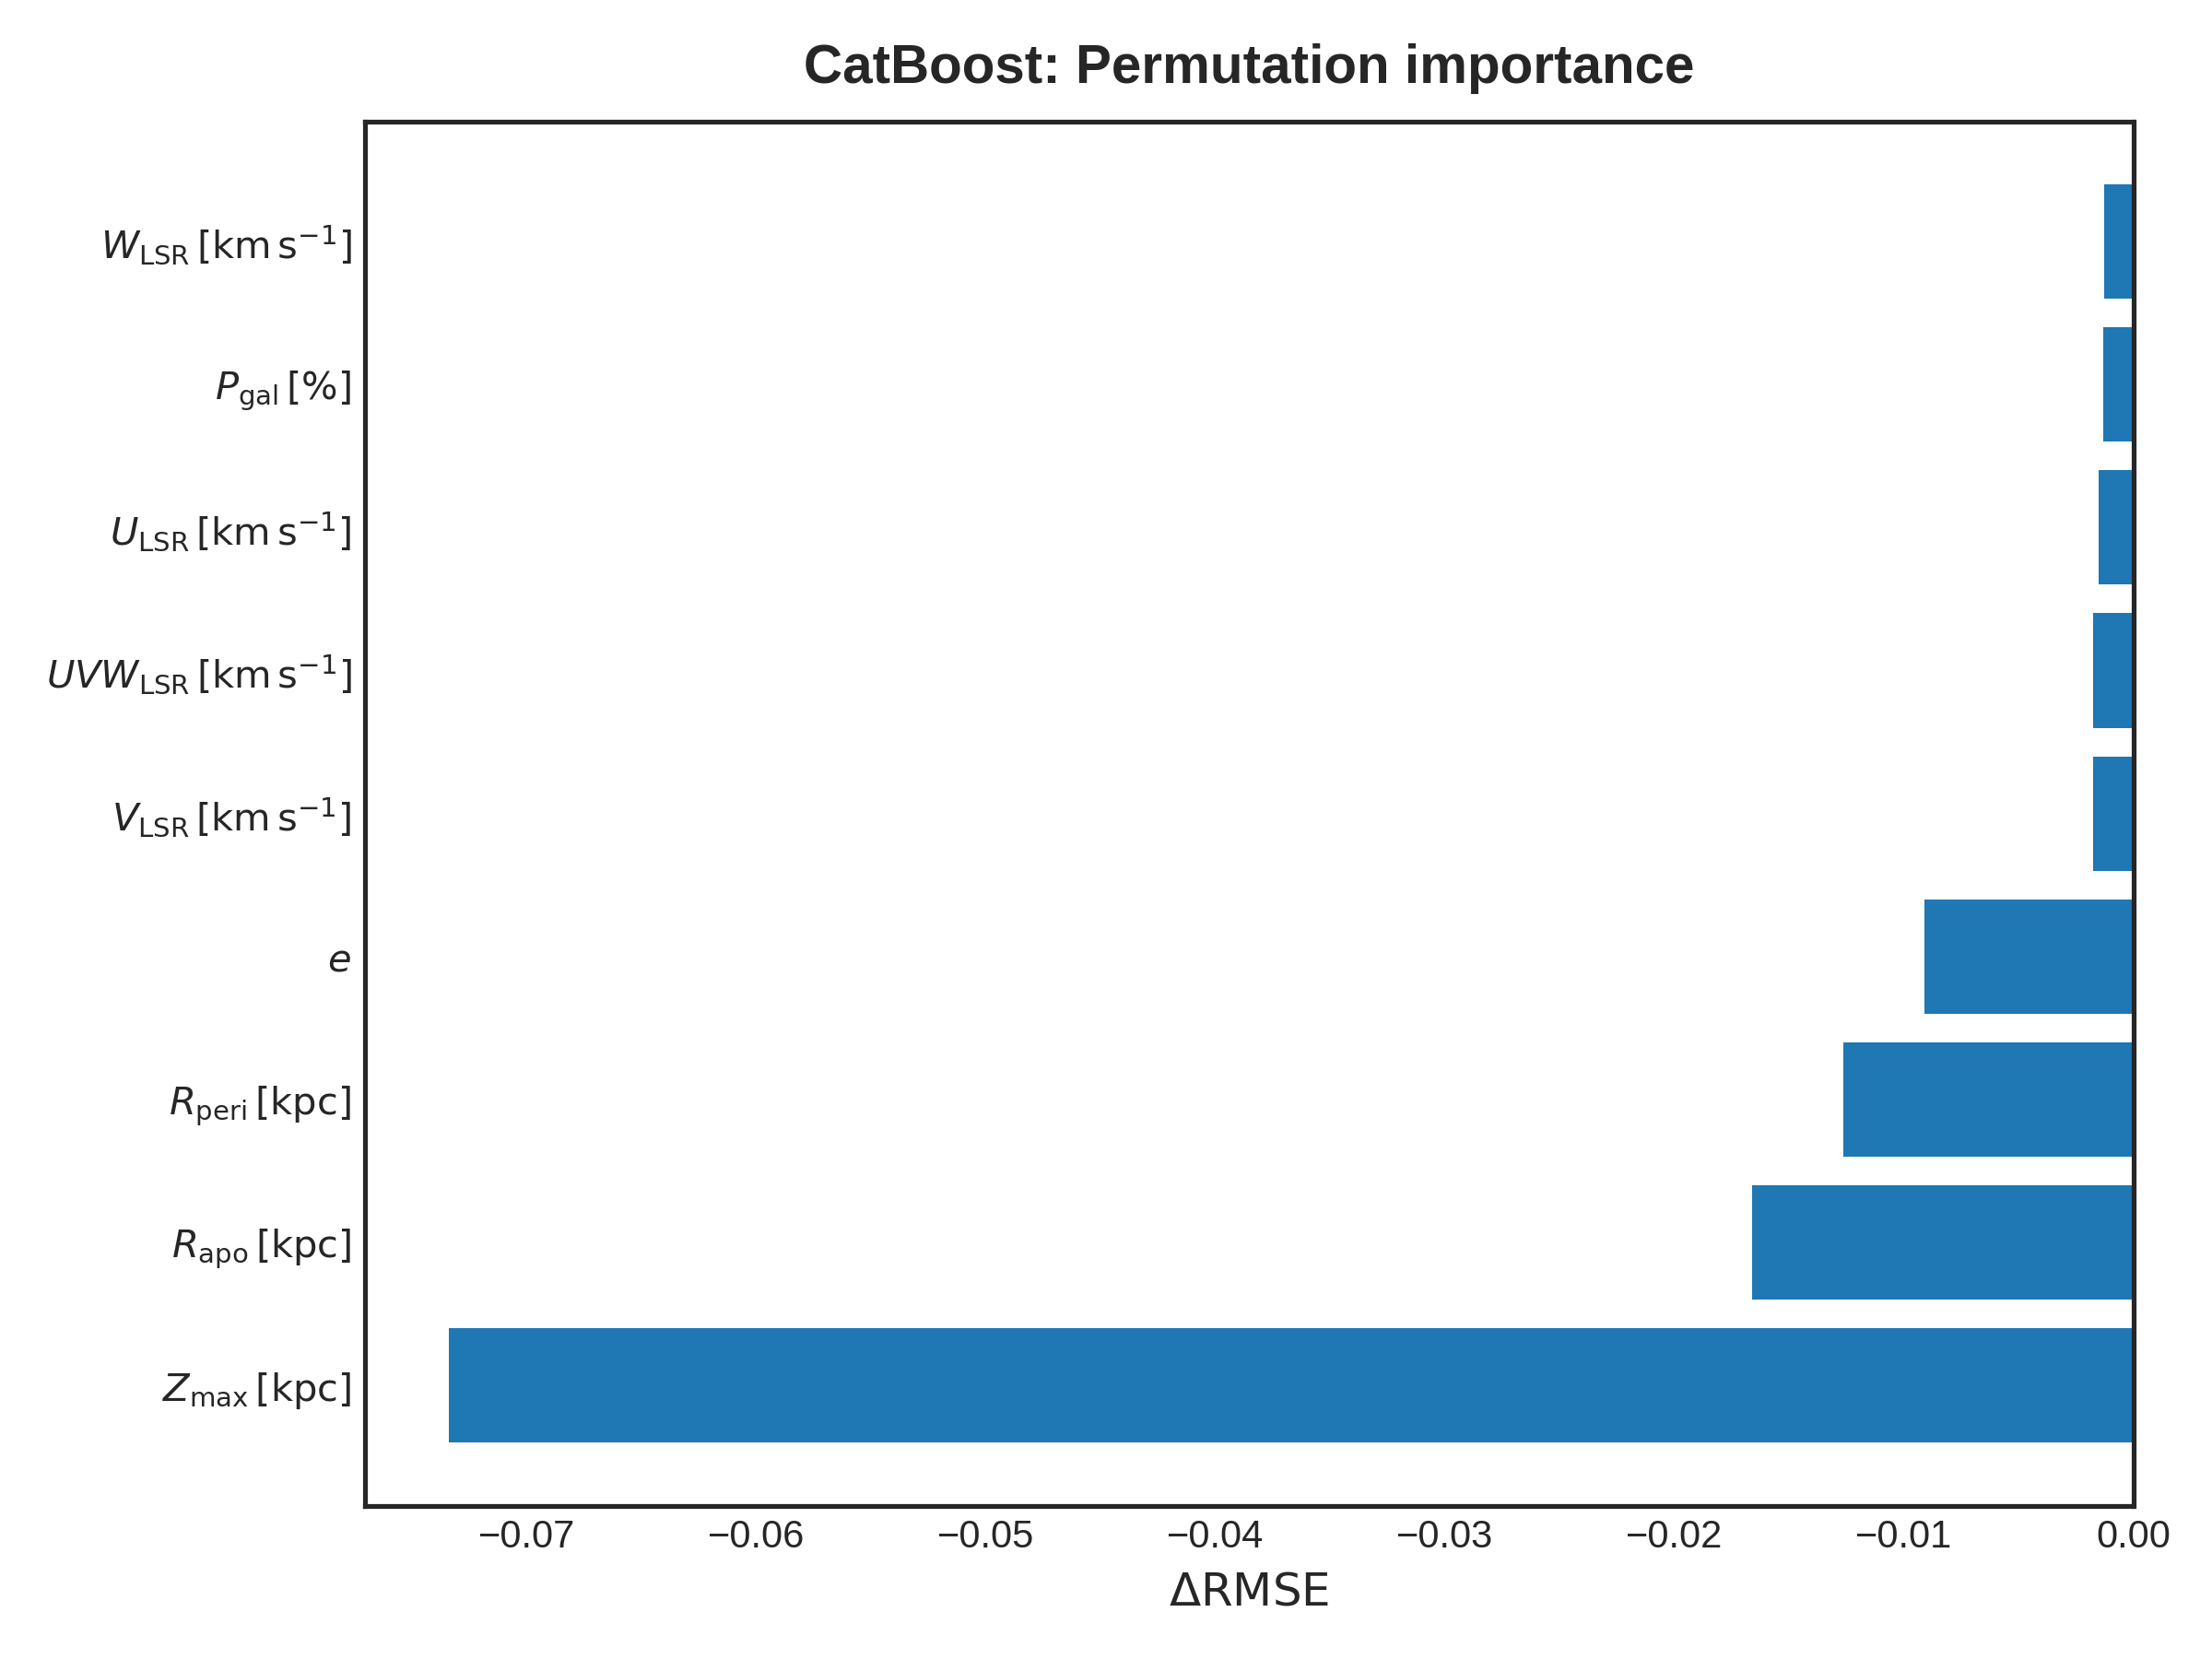 CatBoost: Permutation importance
W_LSR [km s⁻¹]
P_gal [%]
U_LSR [km s⁻¹]
UVW_LSR [km s⁻¹]
V_LSR [km s⁻¹]
e
R_peri [kpc]
R_apo [kpc]
Z_max [kpc]
−0.07 −0.06 −0.05 −0.04 −0.03 −0.02 −0.01 0.00
ΔRMSE